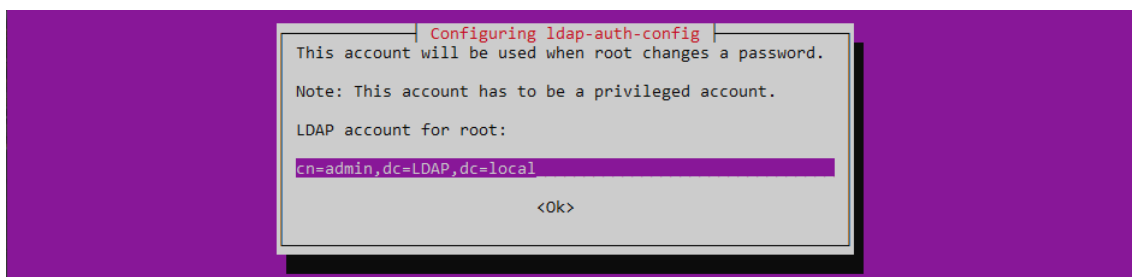 Configuring ldap-auth-config
This account will be used when root changes a password.
Note: This account has to be a privileged account.
LDAP account for root:
cn=admin,dc=LDAP,dc=local
<Ok>